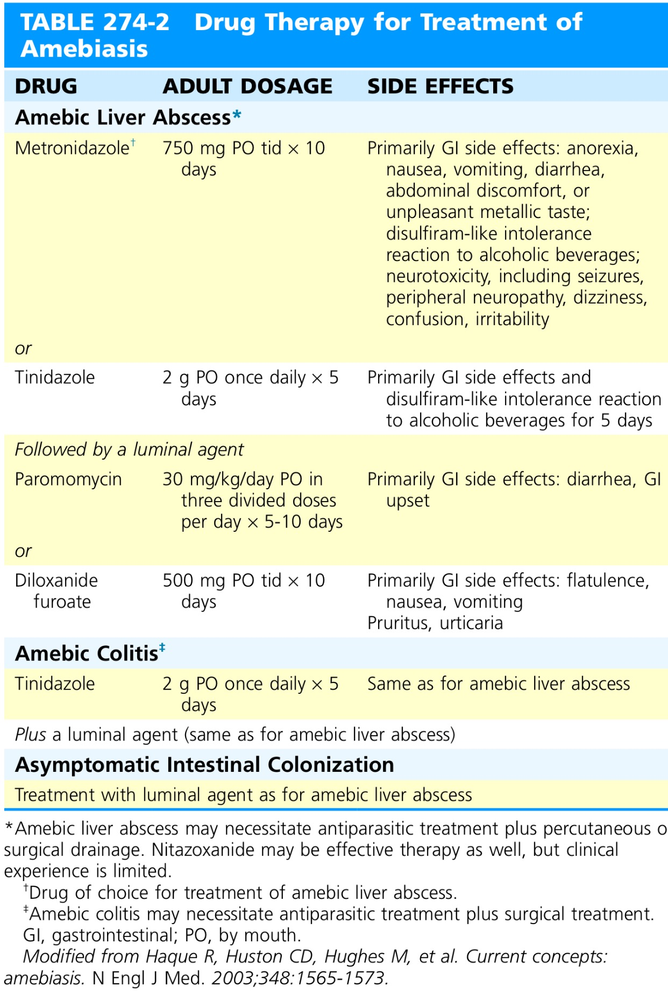 TABLE 274-2 Drug Therapy for Treatment of
Amebiasis
DRUG ADULT DOSAGE SIDE EFFECTS
Amebic Liver Abscess*
Metronidazole† 750 mg PO tid × 10 Primarily GI side effects: anorexia,
days nausea, vomiting, diarrhea,
abdominal discomfort, or
unpleasant metallic taste;
disulfiram-like intolerance
reaction to alcoholic beverages;
neurotoxicity, including seizures,
peripheral neuropathy, dizziness,
confusion, irritability
or
Tinidazole 2 g PO once daily × 5 Primarily GI side effects and
days disulfiram-like intolerance reaction
to alcoholic beverages for 5 days
Followed by a luminal agent
Paromomycin 30 mg/kg/day PO in Primarily GI side effects: diarrhea, GI
three divided doses upset
per day × 5-10 days
or
Diloxanide 500 mg PO tid × 10 Primarily GI side effects: flatulence,
furoate days nausea, vomiting
Pruritus, urticaria
Amebic Colitis‡
Tinidazole 2 g PO once daily × 5 Same as for amebic liver abscess
days
Plus a luminal agent (same as for amebic liver abscess)
Asymptomatic Intestinal Colonization
Treatment with luminal agent as for amebic liver abscess
*Amebic liver abscess may necessitate antiparasitic treatment plus percutaneous o
surgical drainage. Nitazoxanide may be effective therapy as well, but clinical
experience is limited.
†Drug of choice for treatment of amebic liver abscess.
‡Amebic colitis may necessitate antiparasitic treatment plus surgical treatment.
GI, gastrointestinal; PO, by mouth.
Modified from Haque R, Huston CD, Hughes M, et al. Current concepts:
amebiasis. N Engl J Med. 2003;348:1565-1573.